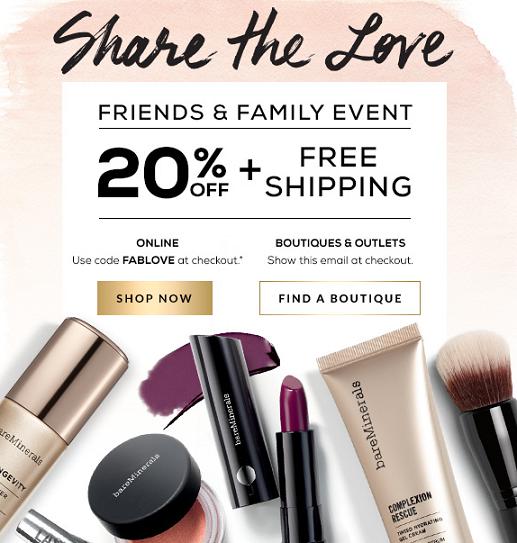 Share the Love
FRIENDS & FAMILY EVENT
20% OFF + FREE SHIPPING
ONLINE
Use code FABLOVE at checkout.*
SHOP NOW
BOUTIQUES & OUTLETS
Show this email at checkout.
FIND A BOUTIQUE
bareMinerals
bareMinerals
bareMinerals
bareMinerals
COMPLEXION
RESCUE
TINTED HYDRATING
GEL CREAM